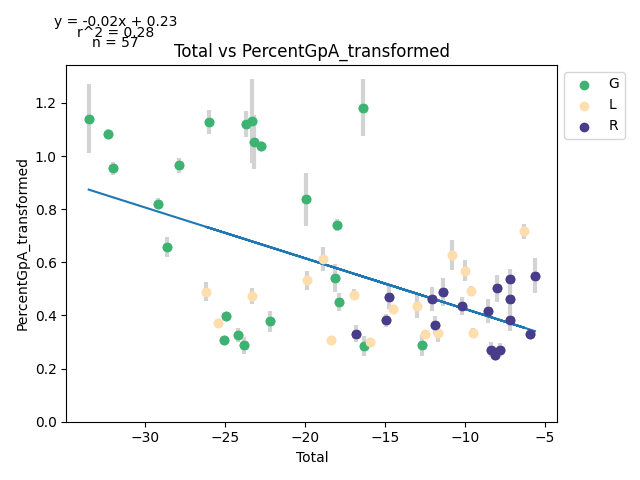 y = -0.02x + 0.23
r^2 = 0.28
n = 57
Total vs PercentGpA_transformed
G
L
R
PercentGpA_transformed
1.2
1.0
0.8
0.6
0.4
0.2
0.0
−30
−25
−20
−15
−10
−5
Total